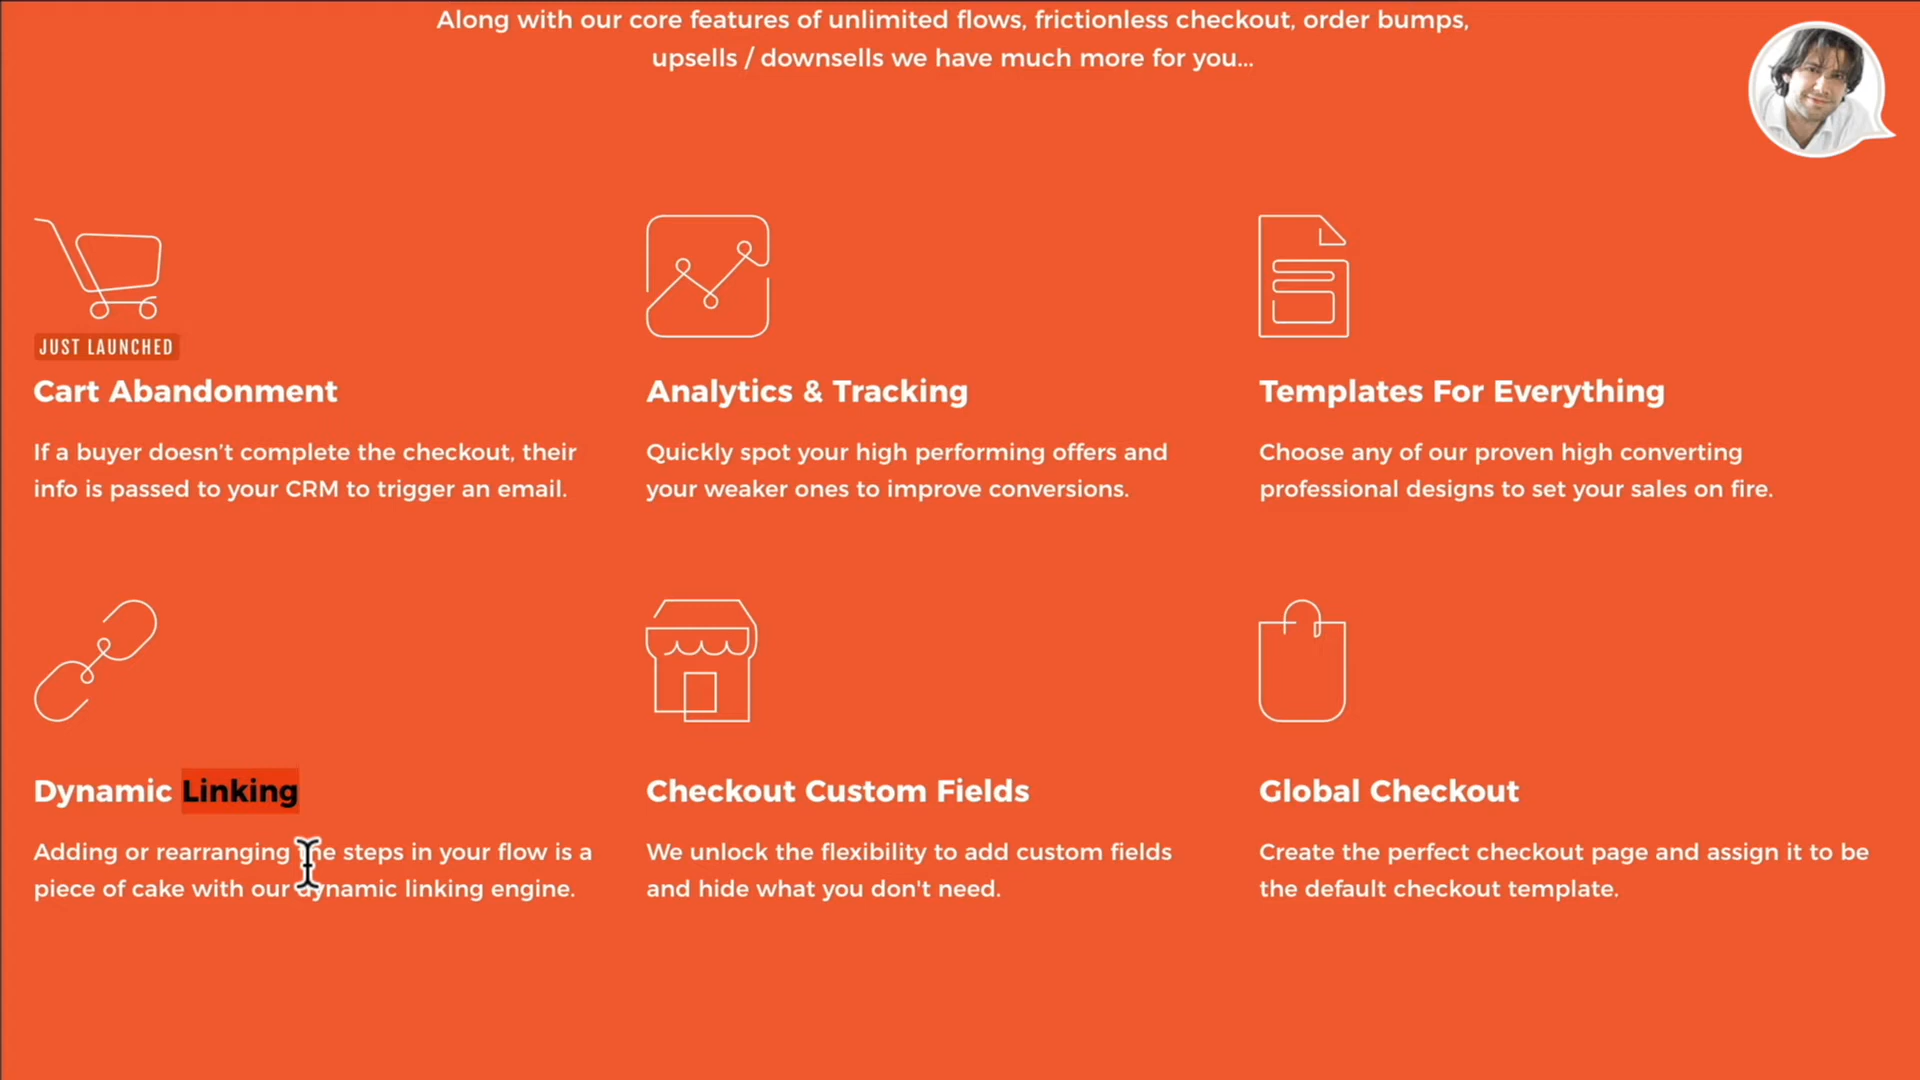 Along with our core features of unlimited flows, frictionless checkout, order bumps,
upsells / downsells we have much more for you...
JUST LAUNCHED
Cart Abandonment
If a buyer doesn’t complete the checkout, their
info is passed to your CRM to trigger an email.
Analytics & Tracking
Quickly spot your high performing offers and
your weaker ones to improve conversions.
Templates For Everything
Choose any of our proven high converting
professional designs to set your sales on fire.
Dynamic Linking
Adding or rearranging the steps in your flow is a
piece of cake with our dynamic linking engine.
Checkout Custom Fields
We unlock the flexibility to add custom fields
and hide what you don't need.
Global Checkout
Create the perfect checkout page and assign it to be
the default checkout template.